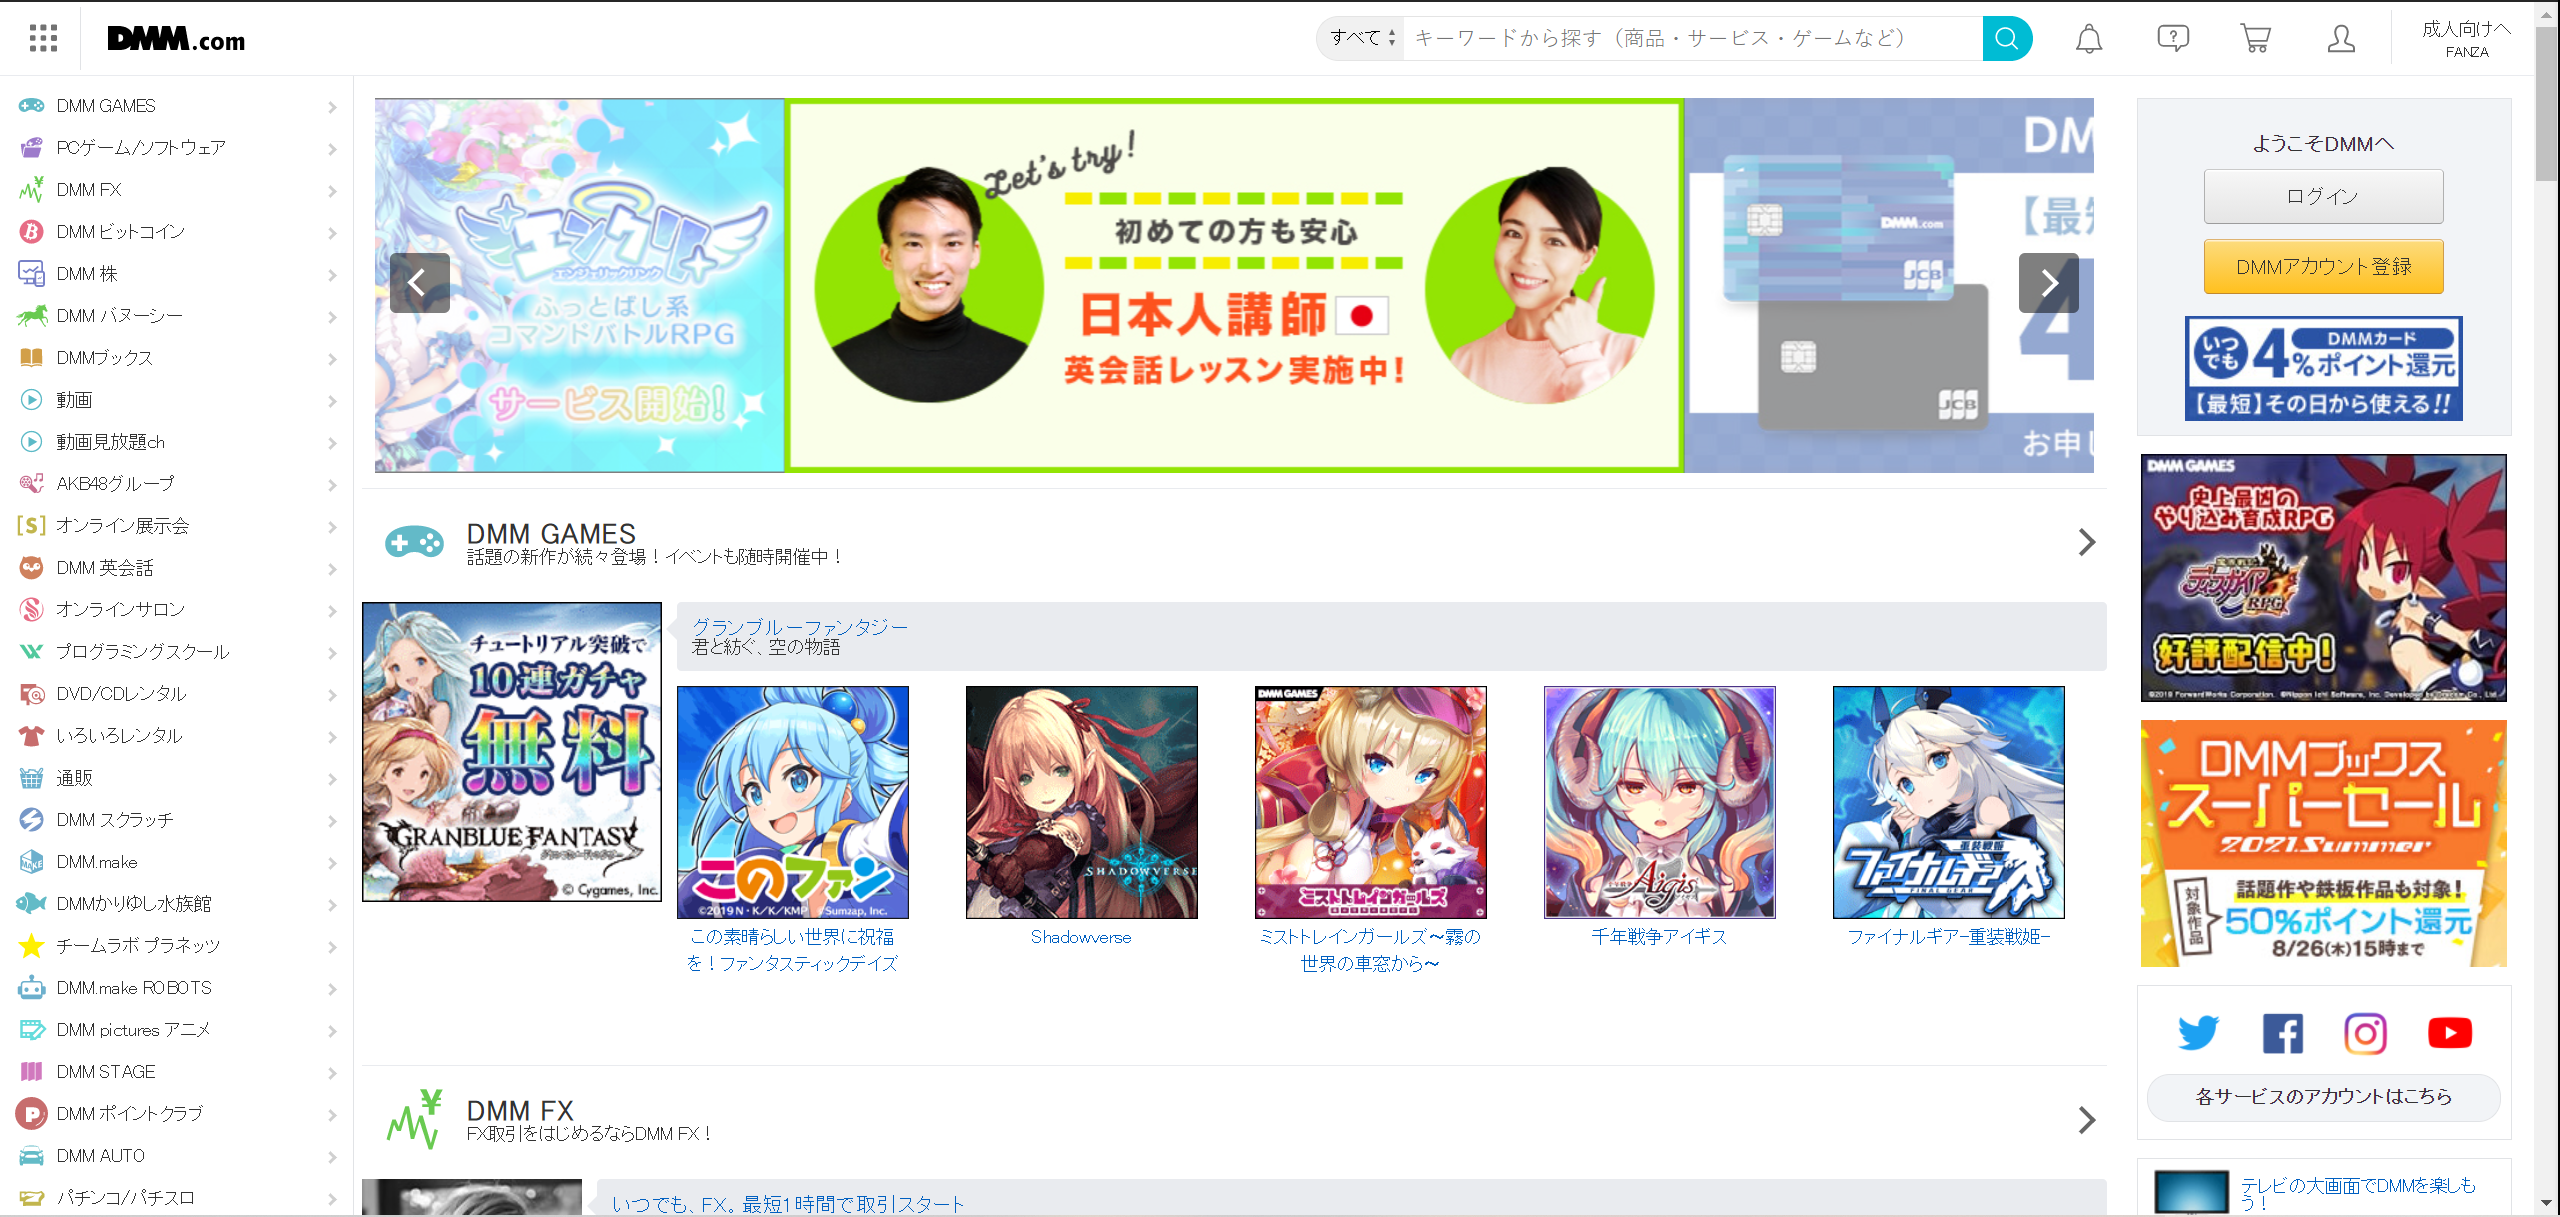 DMM.com
すべて
キーワードから探す（商品・サービス・ゲームなど）
成人向けへ
FANZA
DMM GAMES
PCゲーム/ソフトウェア
DMM FX
DMM ビットコイン
DMM 株
DMM バヌーシー
DMMブックス
動画
動画見放題ch
AKB48グループ
オンライン展示会
DMM 英会話
オンラインサロン
プログラミングスクール
DVD/CDレンタル
いろいろレンタル
通販
DMM スクラッチ
DMM.make
DMMかりゆし水族館
チームラボ プラネッツ
DMM.make ROBOTS
DMM pictures アニメ
DMM STAGE
DMM ポイントクラブ
DMM AUTO
パチンコ/パチスロ
エンクリ
エンジェリックリンク
ふっとばし系
コマンドバトルRPG
サービス開始!
Let's try!
初めての方も安心
日本人講師
英会話レッスン実施中!
DM
【最短
DMM.com
JCB
4
JCB
お申し
DMM GAMES
話題の新作が続々登場！イベントも随時開催中！
チュートリアル突破で
10連ガチャ
無料
GRANBLUE FANTASY
© Cygames, Inc.
グランブルーファンタジー
君と紡ぐ、空の物語
このファン
©2019 N・K/K/KMP ©Sumzap, Inc.
この素晴らしい世界に祝福
を！ファンタスティックデイズ
SHADOWVERSE
Shadowverse
DMM GAMES
ミストトレインガールズ
ミストトレインガールズ～霧の
世界の車窓から～
千年戦争
Aigis
千年戦争アイギス
重装戦姫
ファイナルギア
FINAL GEAR
ファイナルギア-重装戦姫-
DMM FX
FX取引をはじめるならDMM FX！
いつでも、FX。最短1時間で取引スタート
ようこそDMMへ
ログイン
DMMアカウント登録
いつでも
DMMカード
4%ポイント還元
【最短】その日から使える!!
DMM GAMES
史上最凶の
やり込み育成RPG
魔界戦記
ディスガイア
RPG
好評配信中!
DMMブックス
スーパーセール
2021.Summer
対象作品
話題作や鉄板作品も対象!
50%ポイント還元
8/26(木)15時まで
各サービスのアカウントはこちら
テレビの大画面でDMMを楽しも
う！